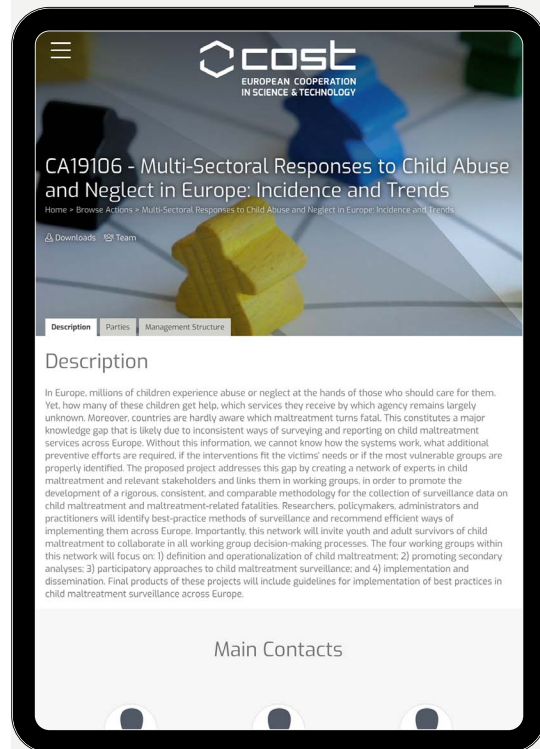 cost
EUROPEAN COOPERATION
IN SCIENCE & TECHNOLOGY
CA19106 - Multi-Sectoral Responses to Child Abuse
and Neglect in Europe: Incidence and Trends
Home > Browse Actions > Multi-Sectoral Responses to Child Abuse and Neglect in Europe: Incidence and Trends
Downloads Team
Description Parties Management Structure
Description
In Europe, millions of children experience abuse or neglect at the hands of those who should care for them.
Yet, how many of these children get help, which services they receive by which agency remains largely
unknown. Moreover, countries are hardly aware which maltreatment turns fatal. This constitutes a major
knowledge gap that is likely due to inconsistent ways of surveying and reporting on child maltreatment
services across Europe. Without this information, we cannot know how the systems work, what additional
preventive efforts are required, if the interventions fit the victims' needs or if the most vulnerable groups are
properly identified. The proposed project addresses this gap by creating a network of experts in child
maltreatment and relevant stakeholders and links them in working groups, in order to promote the
development of a rigorous, consistent, and comparable methodology for the collection of surveillance data on
child maltreatment and maltreatment-related fatalities. Researchers, policymakers, administrators and
practitioners will identify best-practice methods of surveillance and recommend efficient ways of
implementing them across Europe. Importantly, this network will invite youth and adult survivors of child
maltreatment to collaborate in all working group decision-making processes. The four working groups within
this network will focus on: 1) definition and operationalization of child maltreatment; 2) promoting secondary
analyses; 3) participatory approaches to child maltreatment surveillance; and 4) implementation and
dissemination. Final products of these projects will include guidelines for implementation of best practices in
child maltreatment surveillance across Europe.
Main Contacts